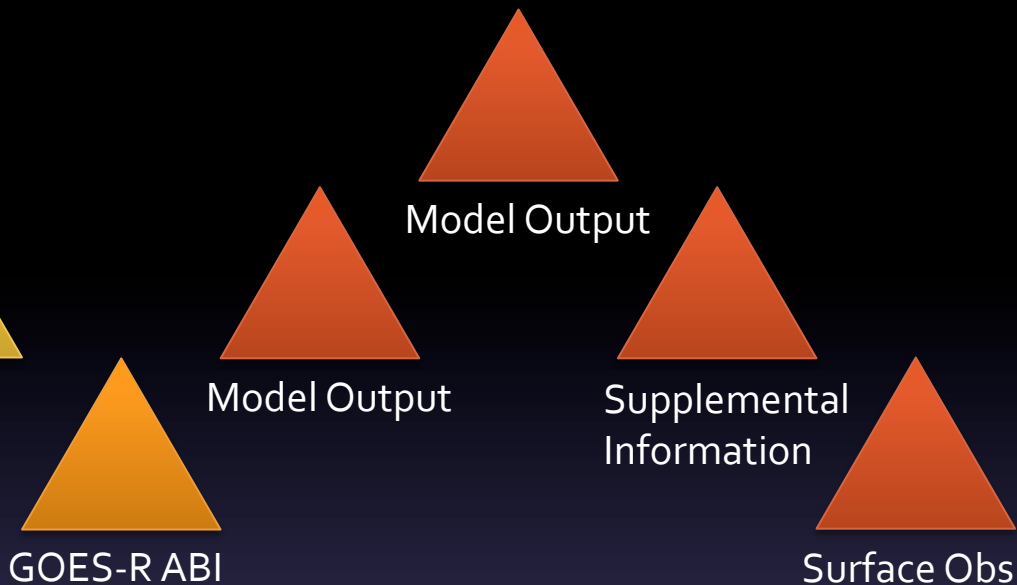 Model Output
Model Output
Supplemental
Information
GOES-R ABI
Surface Obs